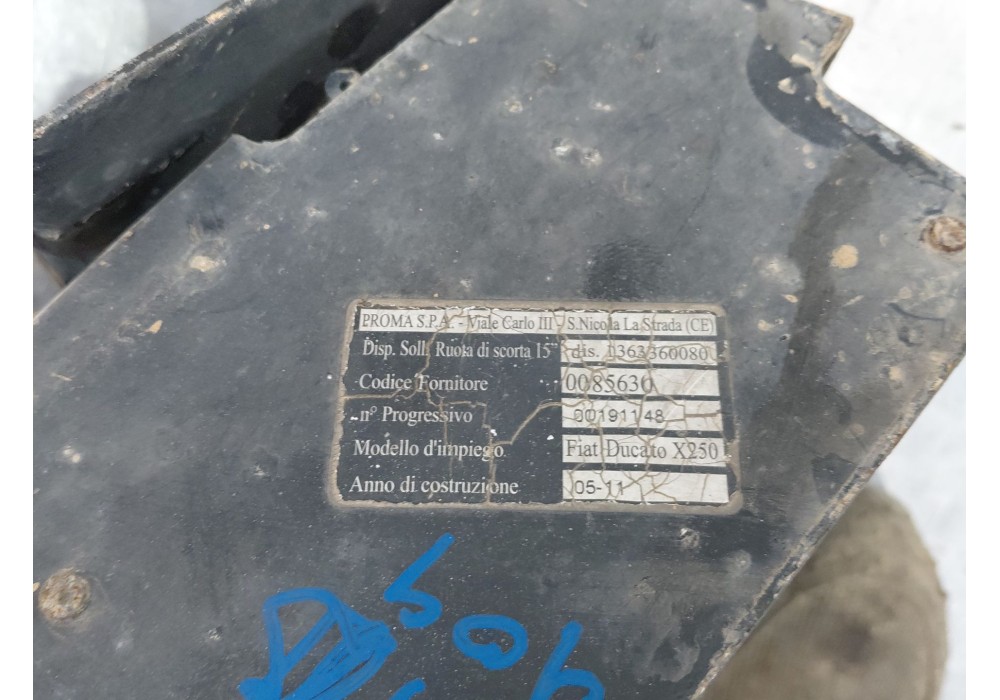 PROMA S.P.A. - Viale Carlo III - S.Nicola La Strada (CE)
Disp. Soll. Ruota di scorta 15" dis. 1363360080
Codice Fornitore 0085630
n° Progressivo 00191148
Modello d'impiego Fiat Ducato X250
Anno di costruzione 05-11